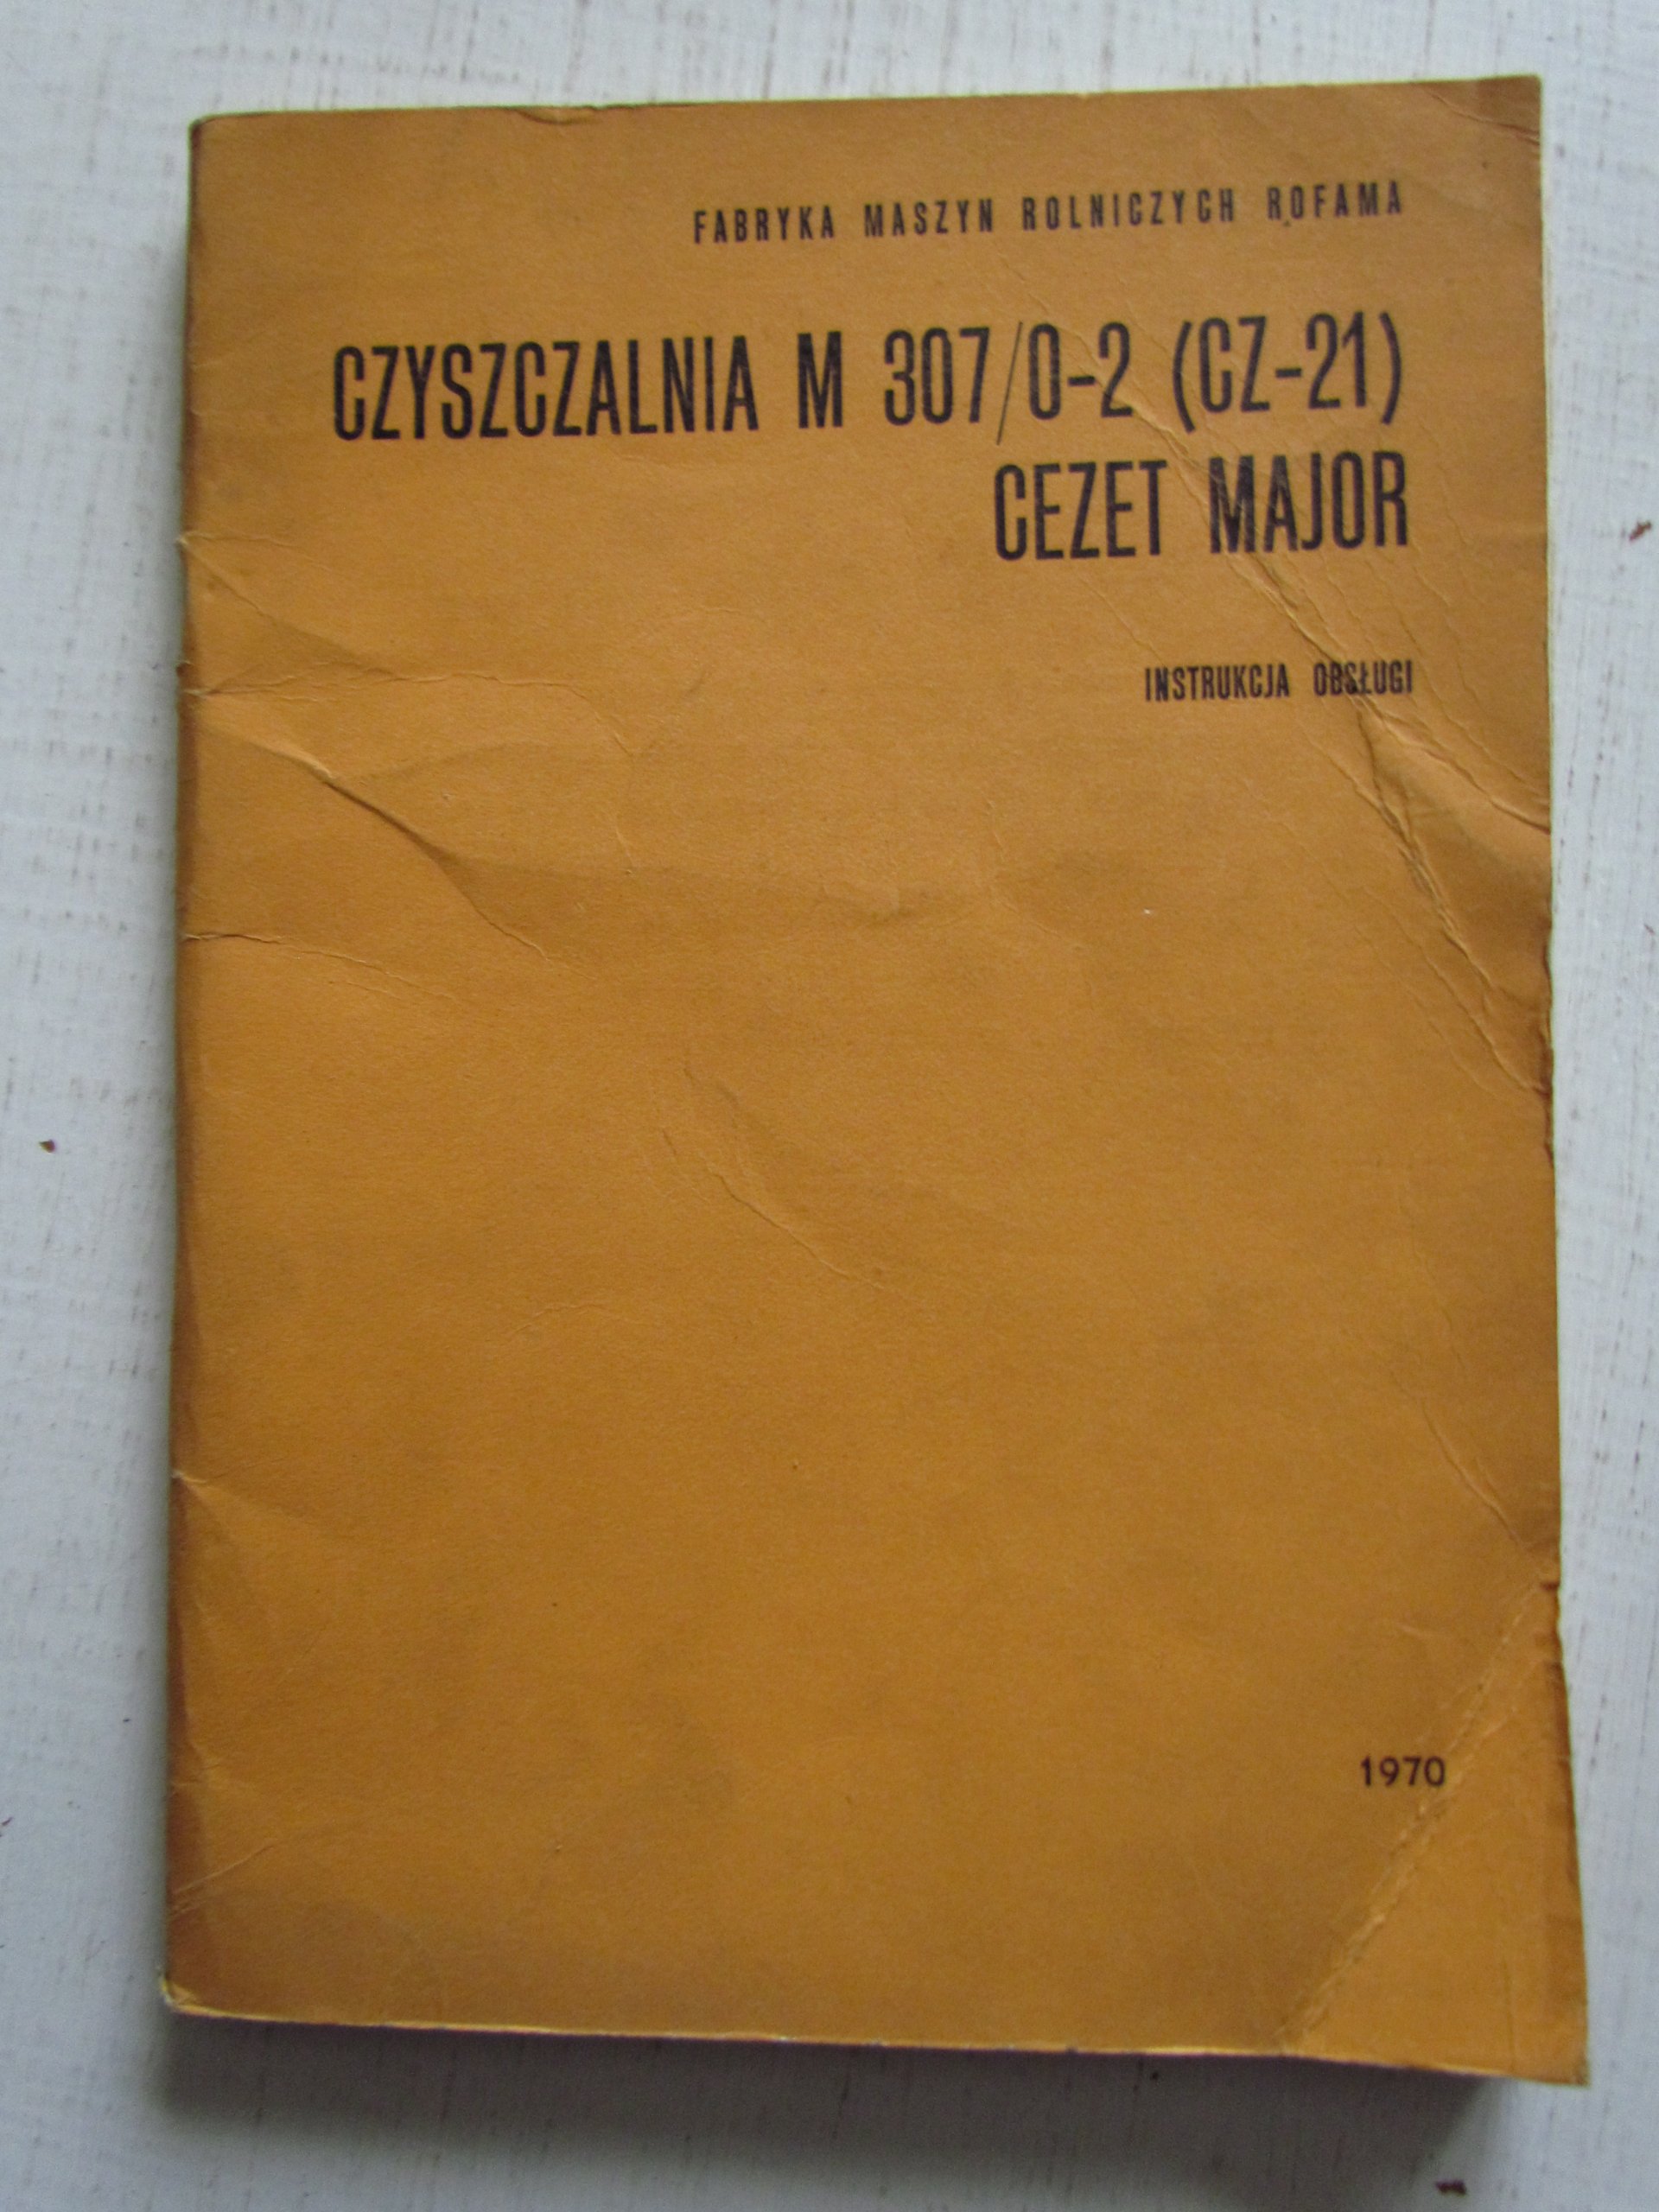 FABRYKA MASZYN ROLNICZYCH ROFAMA
CZYSZCZALNIA M 307/0-2 (CZ-21)
CEZET MAJOR
INSTRUKCJA OBSŁUGI
1970